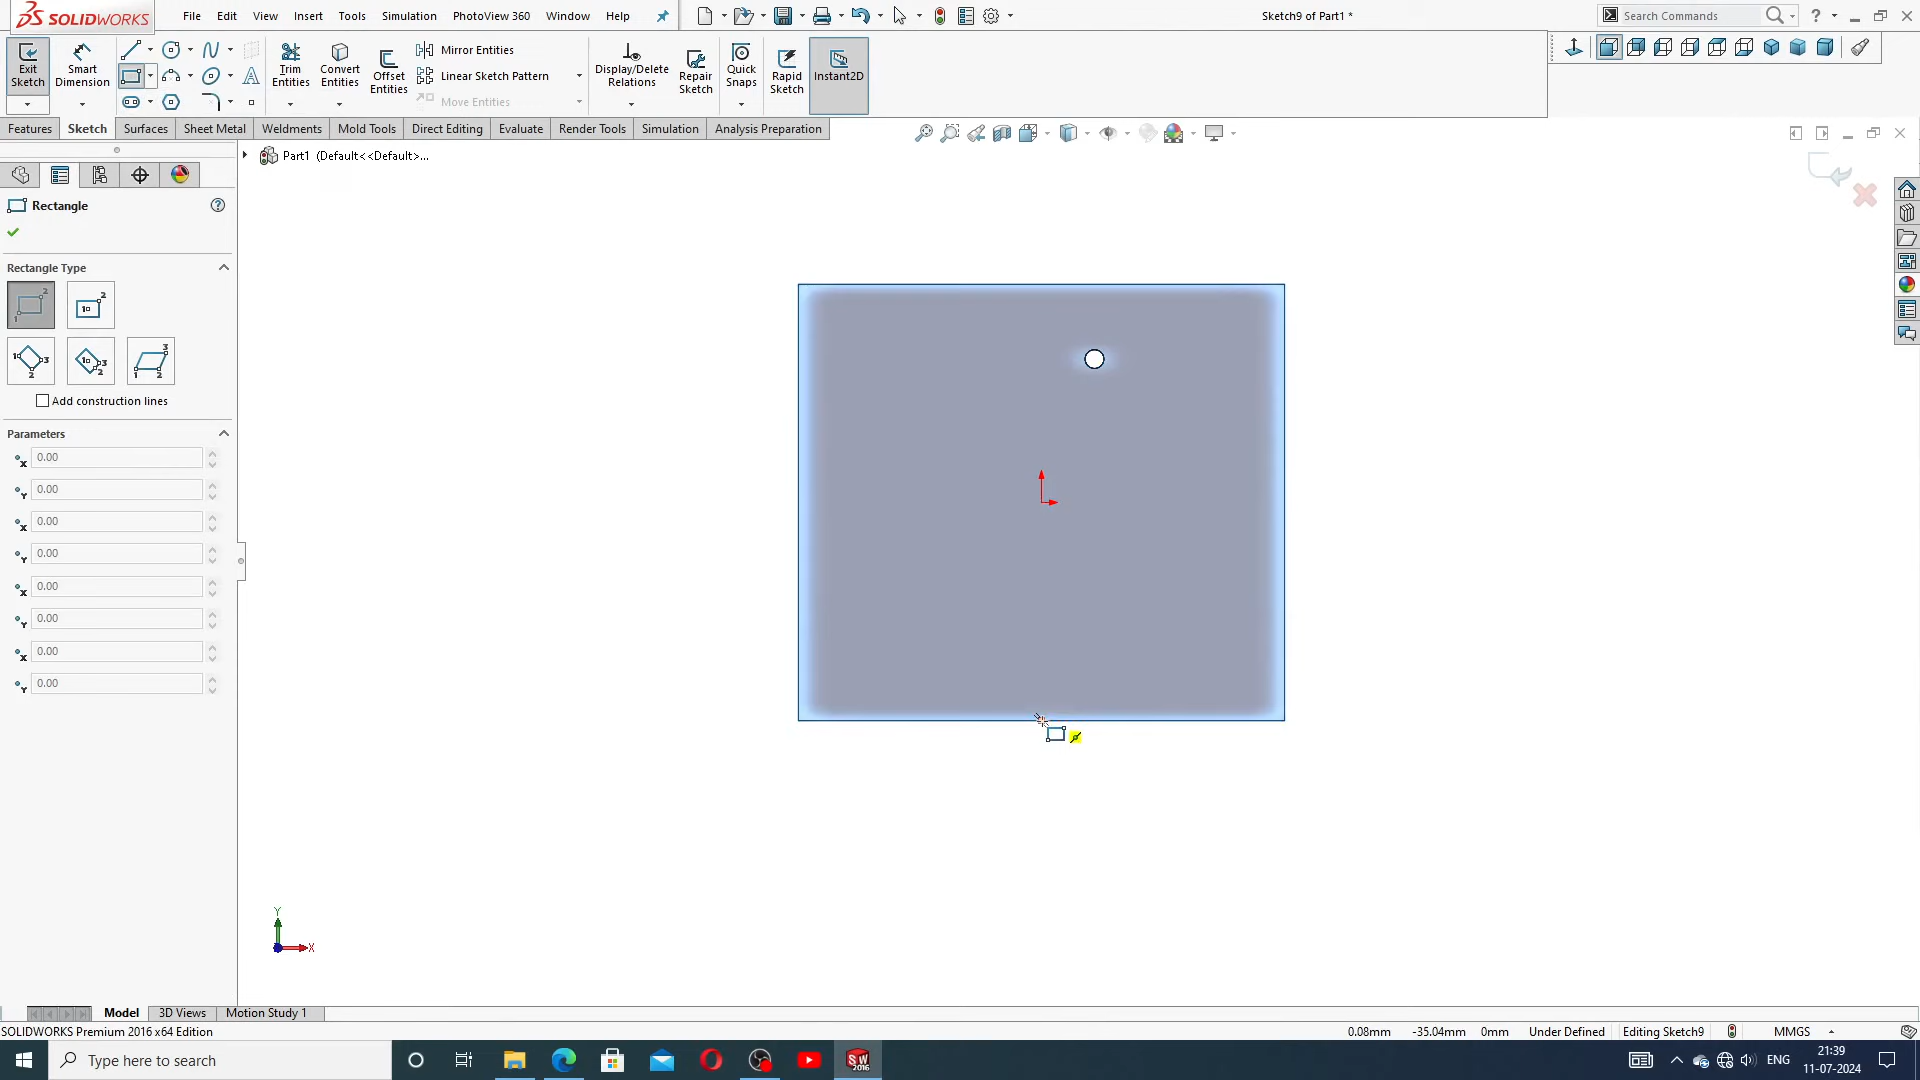 SOLIDWORKS
File Edit View Insert Tools Simulation PhotoView 360 Window Help
Sketch9 of Part1 *
Search Commands
Exit Sketch
Smart Dimension
Trim Entities
Convert Entities
Offset Entities
Mirror Entities
Linear Sketch Pattern
Move Entities
Display/Delete Relations
Repair Sketch
Quick Snaps
Rapid Sketch
Instant2D
Features Sketch Surfaces Sheet Metal Weldments Mold Tools Direct Editing Evaluate Render Tools Simulation Analysis Preparation
Part1 (Default<<Default>...
Rectangle
Rectangle Type
Add construction lines
Parameters
0.00
0.00
0.00
0.00
0.00
0.00
0.00
0.00
Y
X
Model 3D Views Motion Study 1
SOLIDWORKS Premium 2016 x64 Edition
0.08mm -35.04mm 0mm Under Defined Editing Sketch9 MMGS
Type here to search
ENG
21:39
11-07-2024